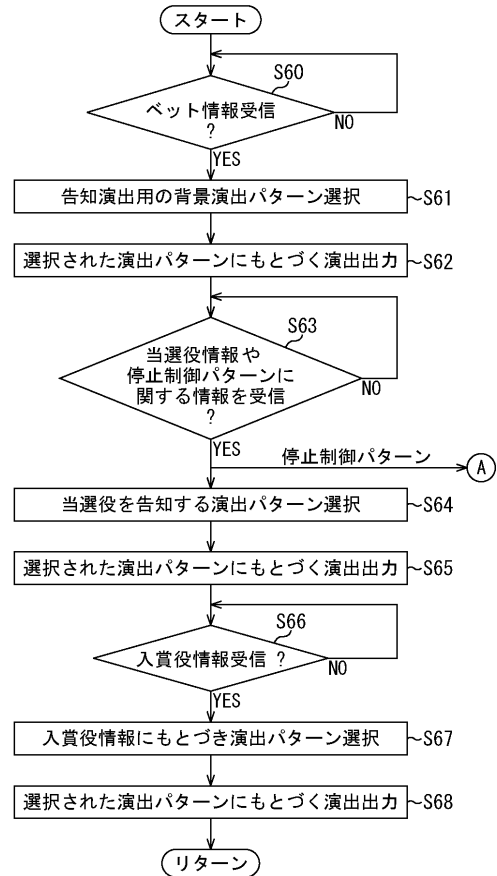 スタート
S60
ベット情報受信
?
NO
YES
告知演出用の背景演出パターン選択
~S61
選択された演出パターンにもとづく演出出力
~S62
S63
当選役情報や
停止制御パターンに
関する情報を受信
?
NO
YES
停止制御パターン
A
当選役を告知する演出パターン選択
~S64
選択された演出パターンにもとづく演出出力
~S65
S66
入賞役情報受信 ?
NO
YES
入賞役情報にもとづき演出パターン選択
~S67
選択された演出パターンにもとづく演出出力
~S68
リターン